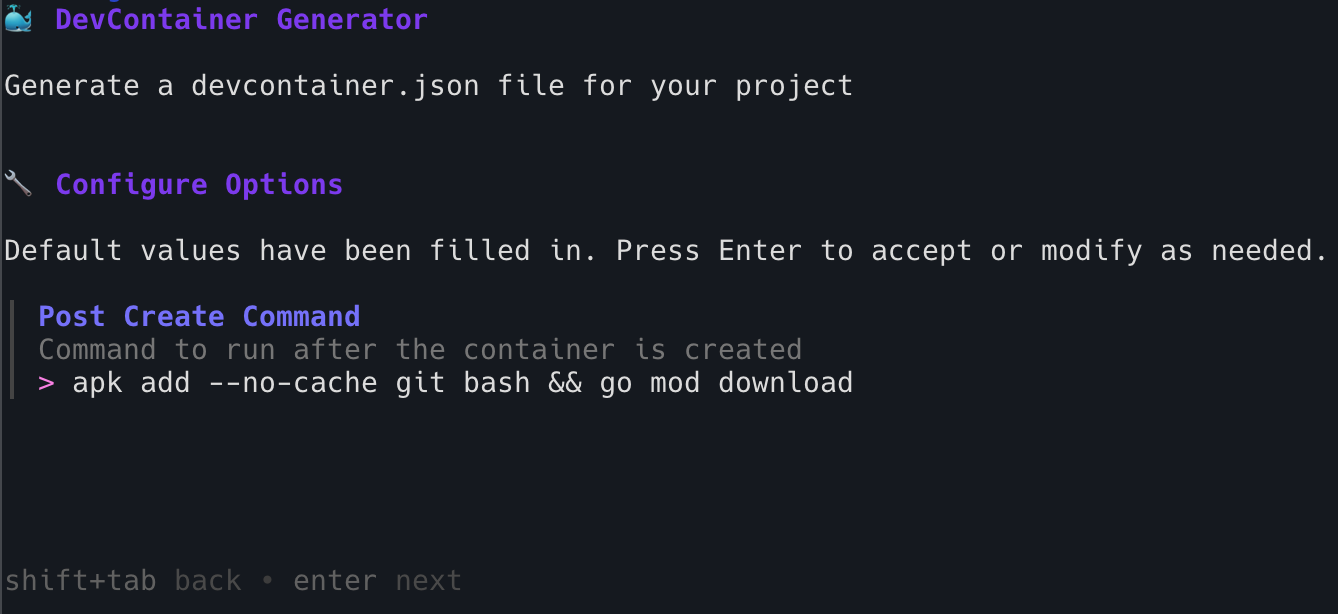 DevContainer Generator
Generate a devcontainer.json file for your project
Configure Options
Default values have been filled in. Press Enter to accept or modify as needed.
Post Create Command
Command to run after the container is created
> apk add --no-cache git bash && go mod download
shift+tab back • enter next